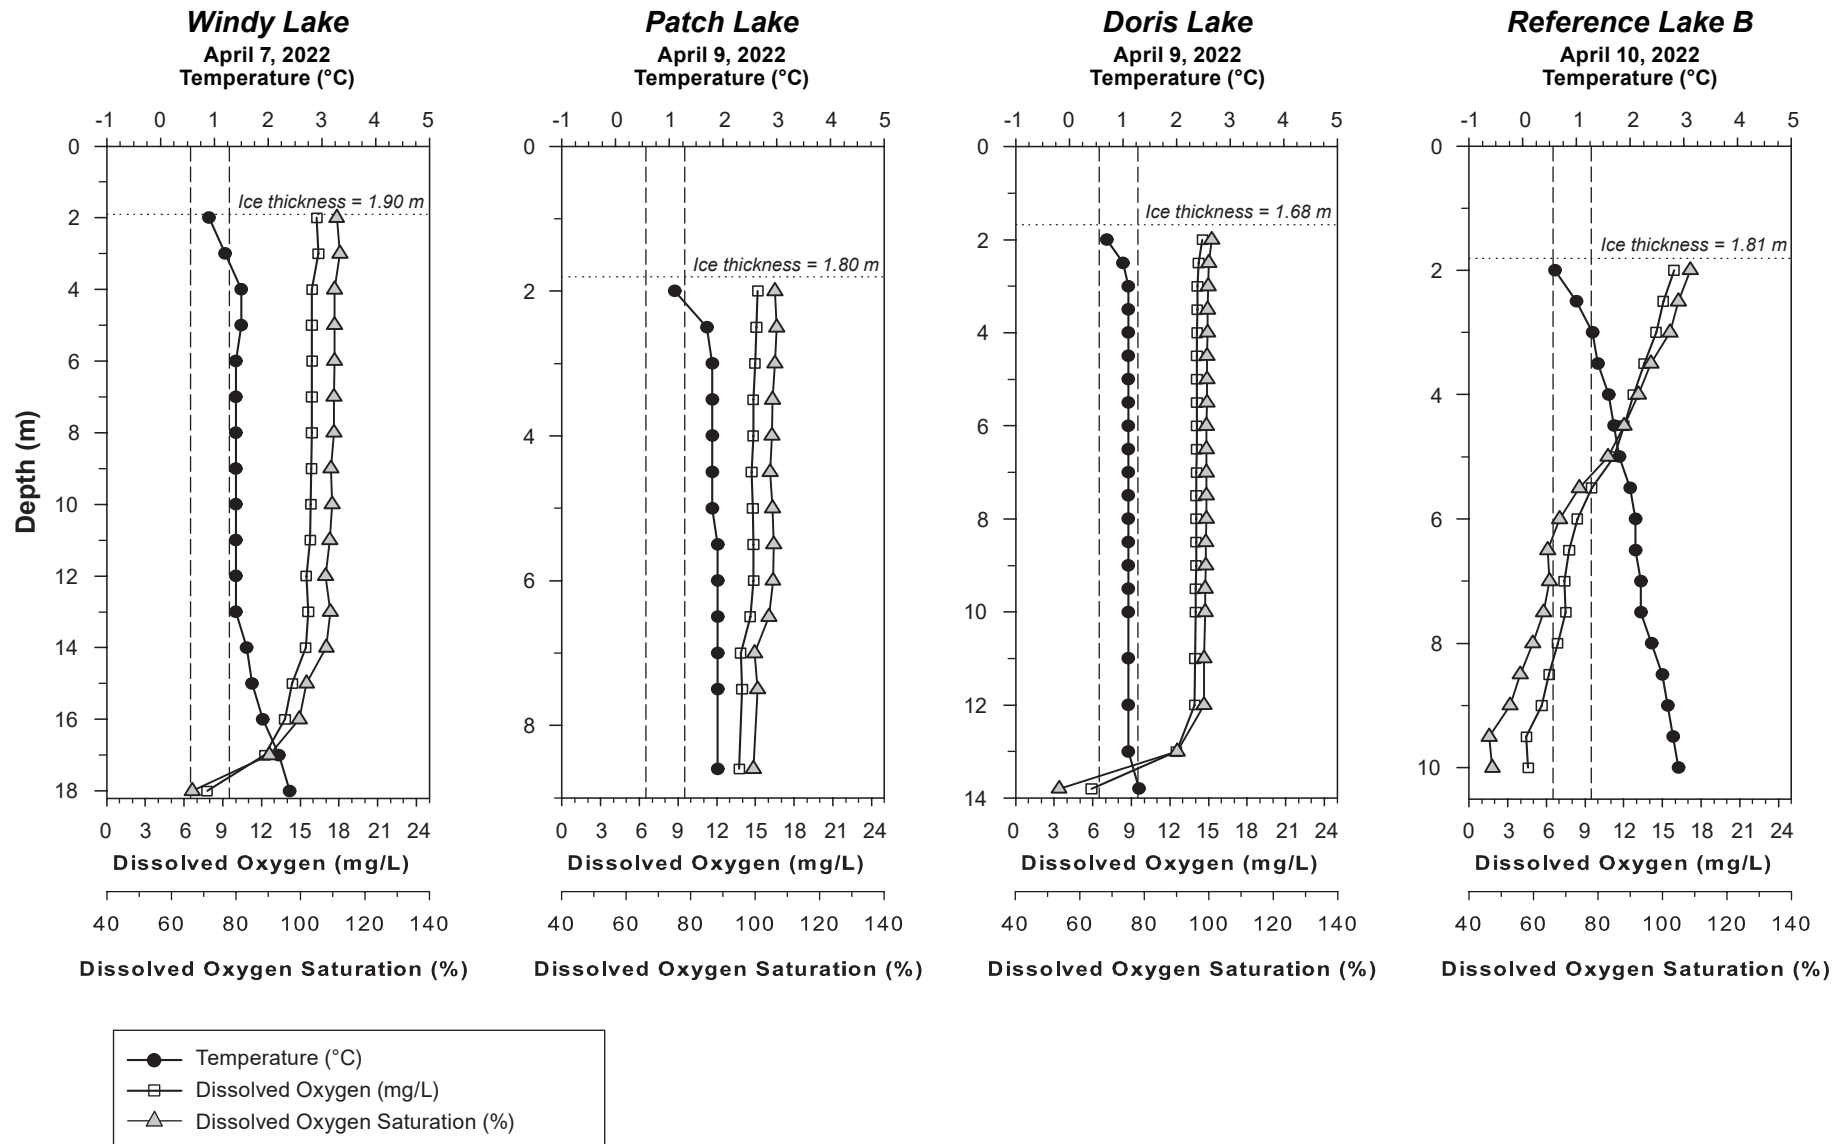 Windy Lake
April 7, 2022
Temperature (°C)
-1 0 1 2 3 4 5
Patch Lake
April 9, 2022
Temperature (°C)
-1 0 1 2 3 4 5
Doris Lake
April 9, 2022
Temperature (°C)
-1 0 1 2 3 4 5
Reference Lake B
April 10, 2022
Temperature (°C)
-1 0 1 2 3 4 5
Depth (m)
0
2
4
6
8
10
12
14
16
18
Ice thickness = 1.90 m
0 3 6 9 12 15 18 21 24
Dissolved Oxygen (mg/L)
40 60 80 100 120 140
Dissolved Oxygen Saturation (%)
0
2
4
6
8
Ice thickness = 1.80 m
0 3 6 9 12 15 18 21 24
Dissolved Oxygen (mg/L)
40 60 80 100 120 140
Dissolved Oxygen Saturation (%)
0
2
4
6
8
10
12
14
Ice thickness = 1.68 m
0 3 6 9 12 15 18 21 24
Dissolved Oxygen (mg/L)
40 60 80 100 120 140
Dissolved Oxygen Saturation (%)
0
2
4
6
8
10
Ice thickness = 1.81 m
0 3 6 9 12 15 18 21 24
Dissolved Oxygen (mg/L)
40 60 80 100 120 140
Dissolved Oxygen Saturation (%)
Temperature (°C)
Dissolved Oxygen (mg/L)
Dissolved Oxygen Saturation (%)